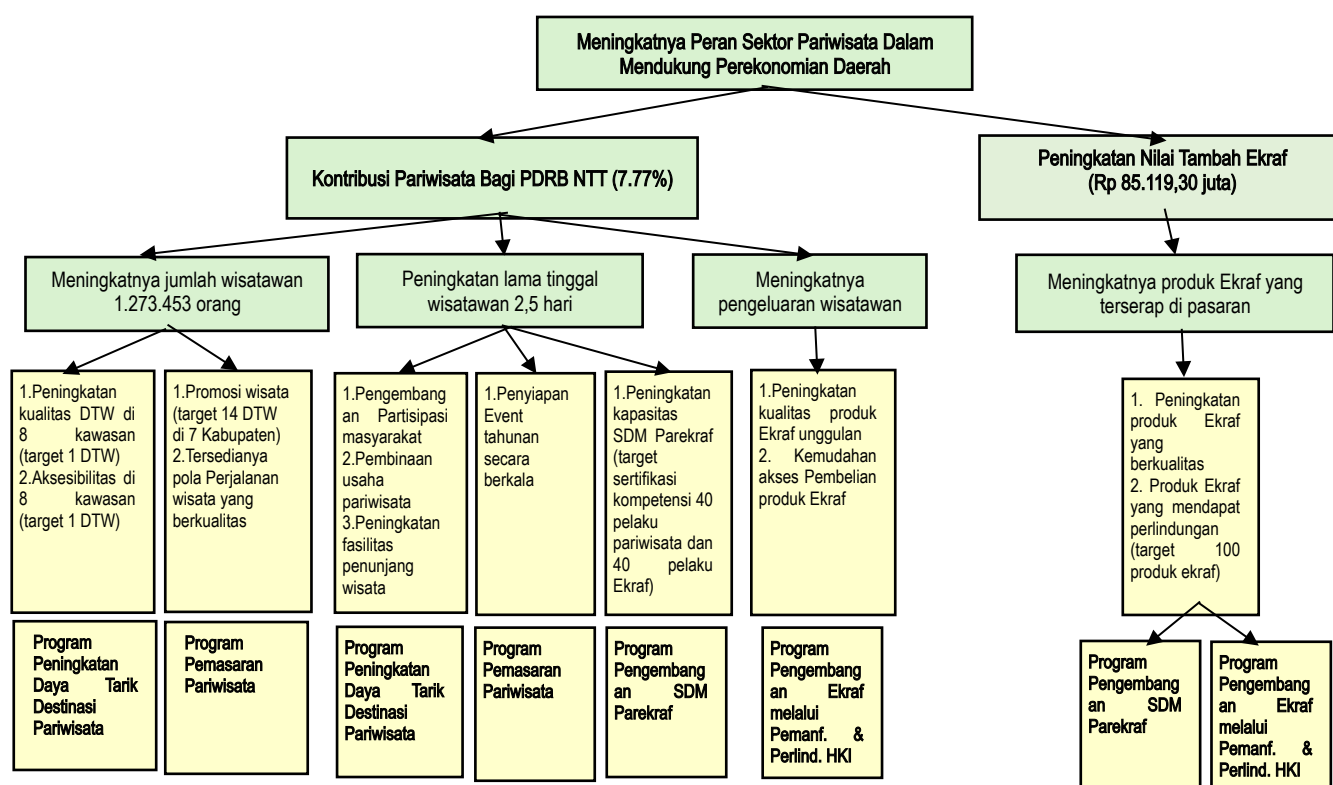 Meningkatnya Peran Sektor Pariwisata Dalam
Mendukung Perekonomian Daerah
Kontribusi Pariwisata Bagi PDRB NTT (7.77%)
Peningkatan Nilai Tambah Ekraf
(Rp 85.119,30 juta)
Meningkatnya jumlah wisatawan
1.273.453 orang
Peningkatan lama tinggal
wisatawan 2,5 hari
Meningkatnya
pengeluaran wisatawan
Meningkatnya produk Ekraf yang
terserap di pasaran
1.Peningkatan
kualitas DTW di
8 kawasan
(target 1 DTW)
2.Aksesibilitas di
8 kawasan
(target 1 DTW)
1.Promosi wisata
(target 14 DTW
di 7 Kabupaten)
2.Tersedianya
pola Perjalanan
wisata yang
berkualitas
1.Pengembang
an Partisipasi
masyarakat
2.Pembinaan
usaha
pariwisata
3.Peningkatan
fasilitas
penunjang
wisata
1.Penyiapan
Event
tahunan
secara
berkala
1.Peningkatan
kapasitas
SDM Parekraf
(target
sertifikasi
kompetensi 40
pelaku
pariwisata dan
40 pelaku
Ekraf)
1.Peningkatan
kualitas produk
Ekraf unggulan
2. Kemudahan
akses Pembelian
produk Ekraf
1. Peningkatan
produk Ekraf
yang
berkualitas
2. Produk Ekraf
yang mendapat
perlindungan
(target 100
produk ekraf)
Program
Peningkatan
Daya Tarik
Destinasi
Pariwisata
Program
Pemasaran
Pariwisata
Program
Peningkatan
Daya Tarik
Destinasi
Pariwisata
Program
Pemasaran
Pariwisata
Program
Pengembang
an SDM
Parekraf
Program
Pengembang
an Ekraf
melalui
Pemanf. &
Perlind. HKI
Program
Pengembang
an SDM
Parekraf
Program
Pengembang
an Ekraf
melalui
Pemanf. &
Perlind. HKI